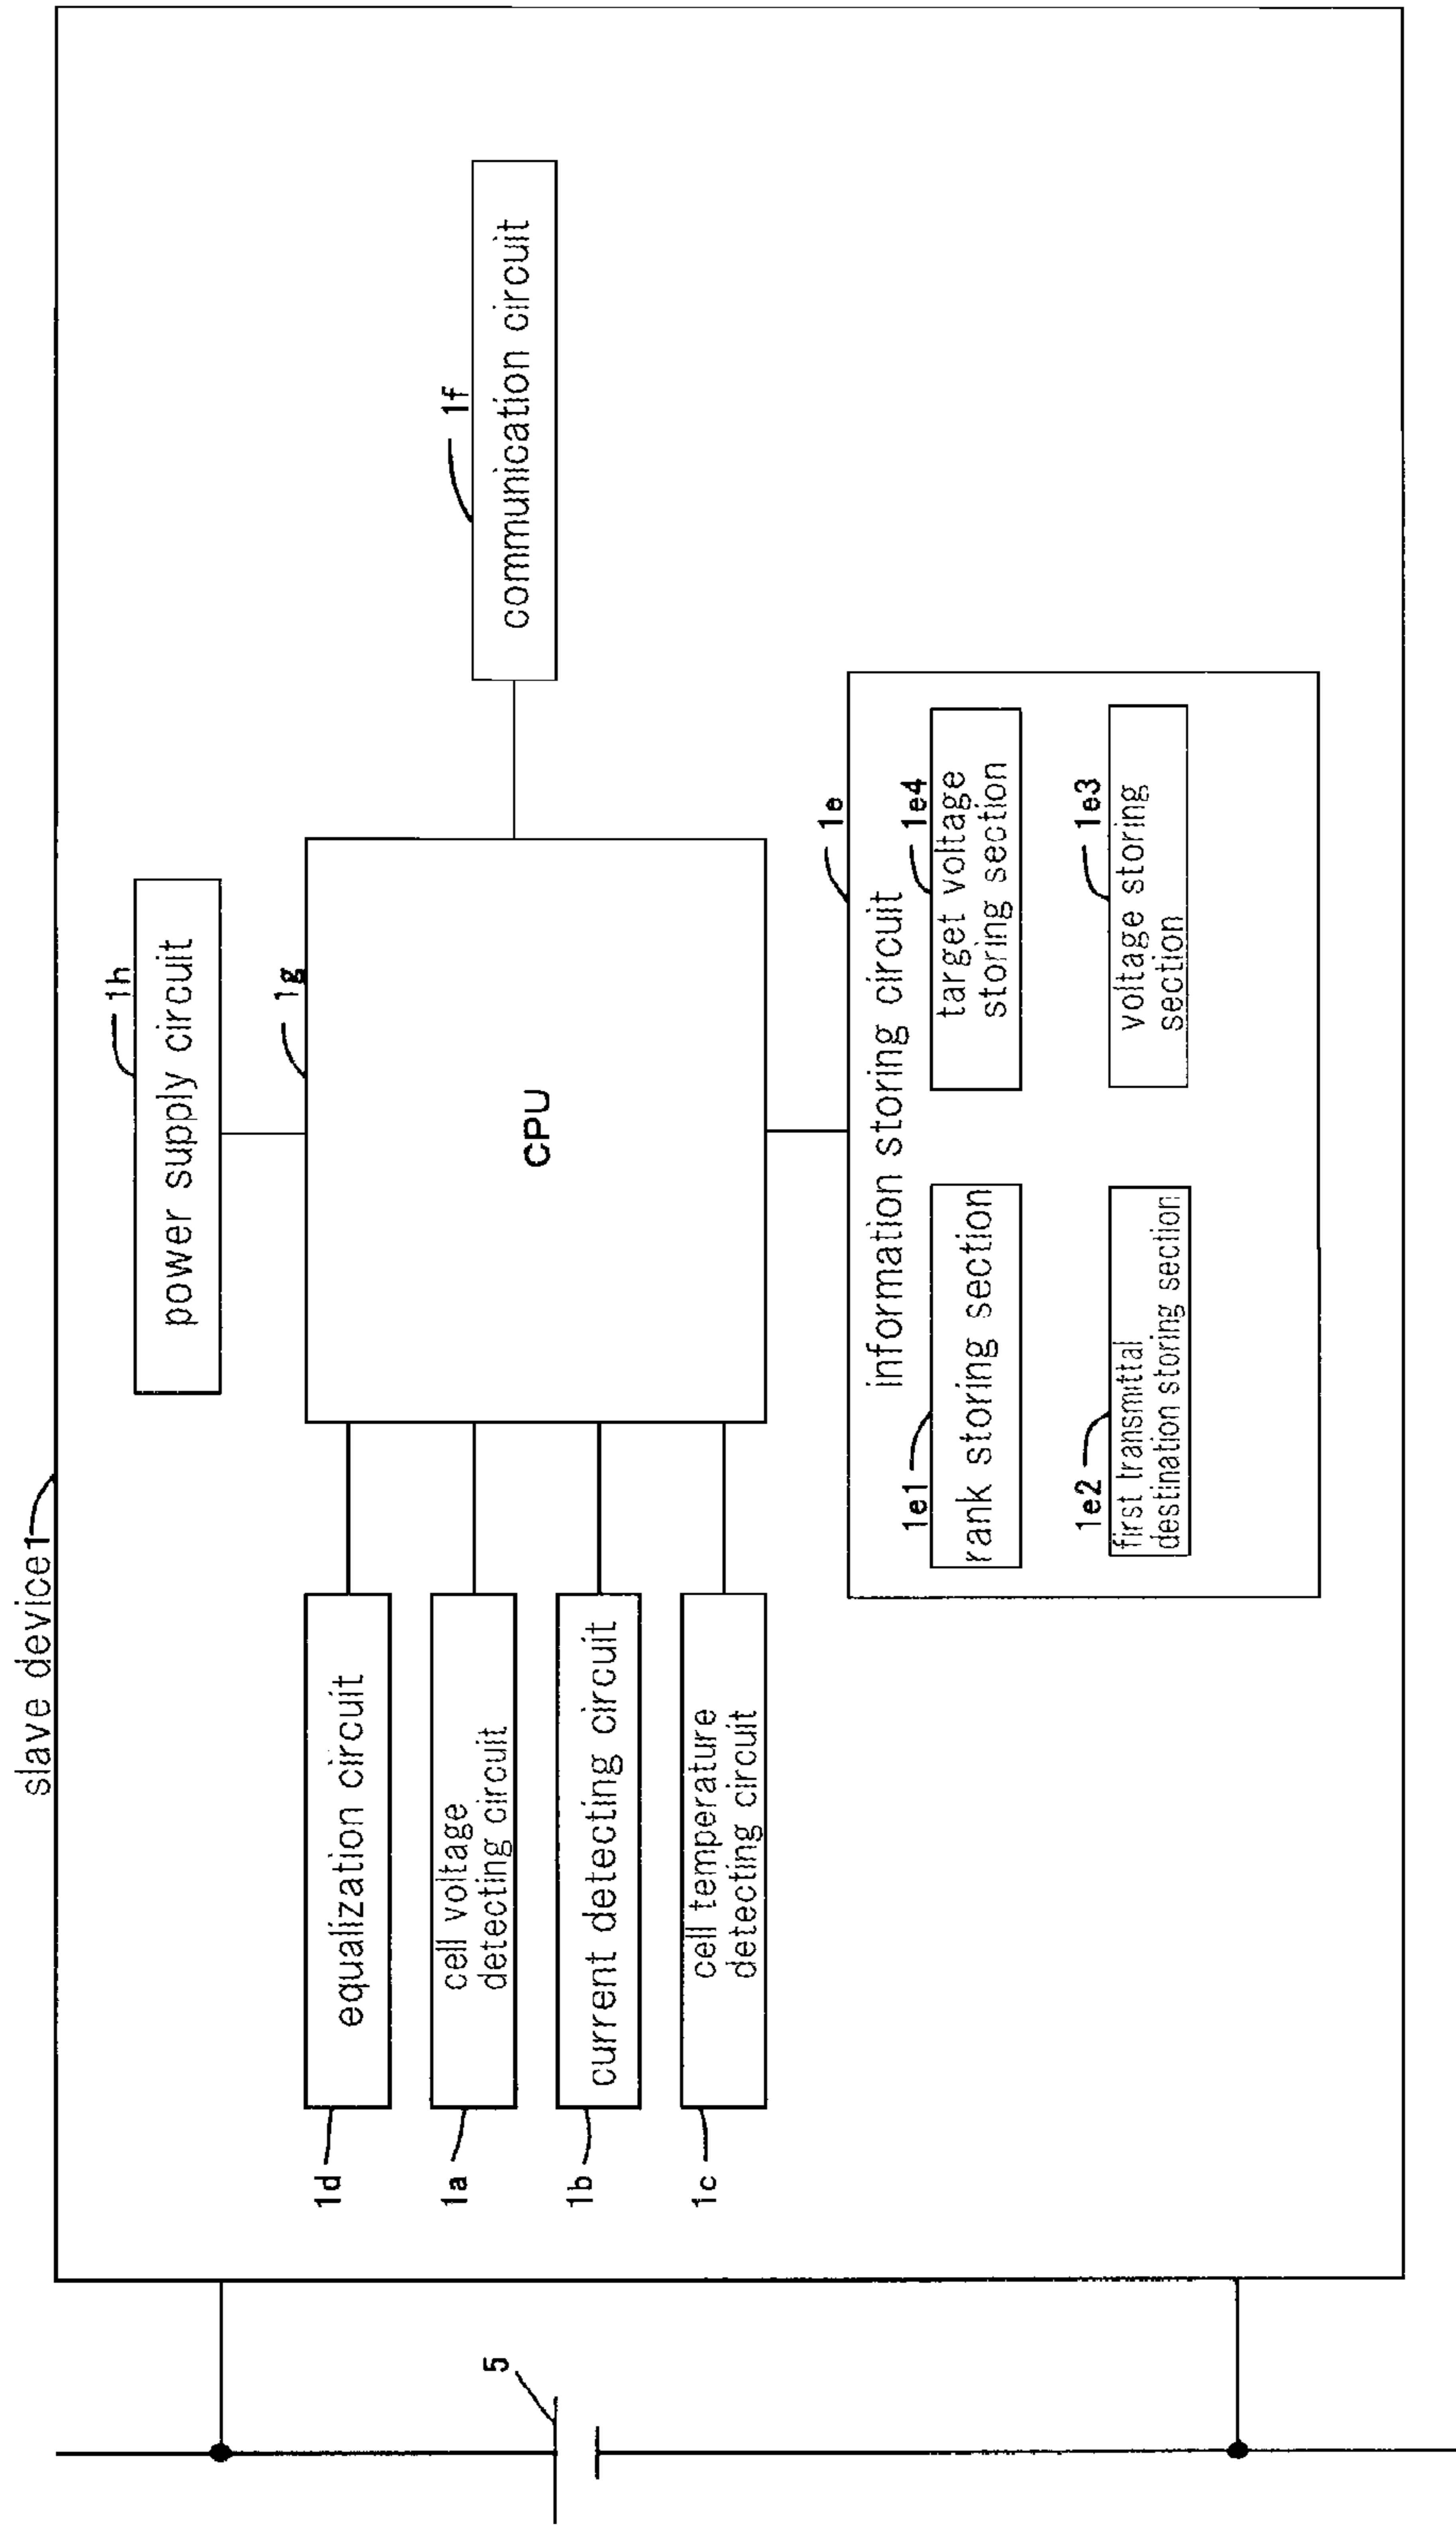 slave device1
1h
power supply circuit
1g
CPU
1f
communication circuit
1d
equalization circuit
1a
cell voltage
detecting circuit
1b
current detecting circuit
1c
cell temperature
detecting circuit
5
information storing circuit
1e
1e1
rank storing section
1e4
target voltage
storing section
1e2
first transmittal
destination storing section
1e3
voltage storing
section